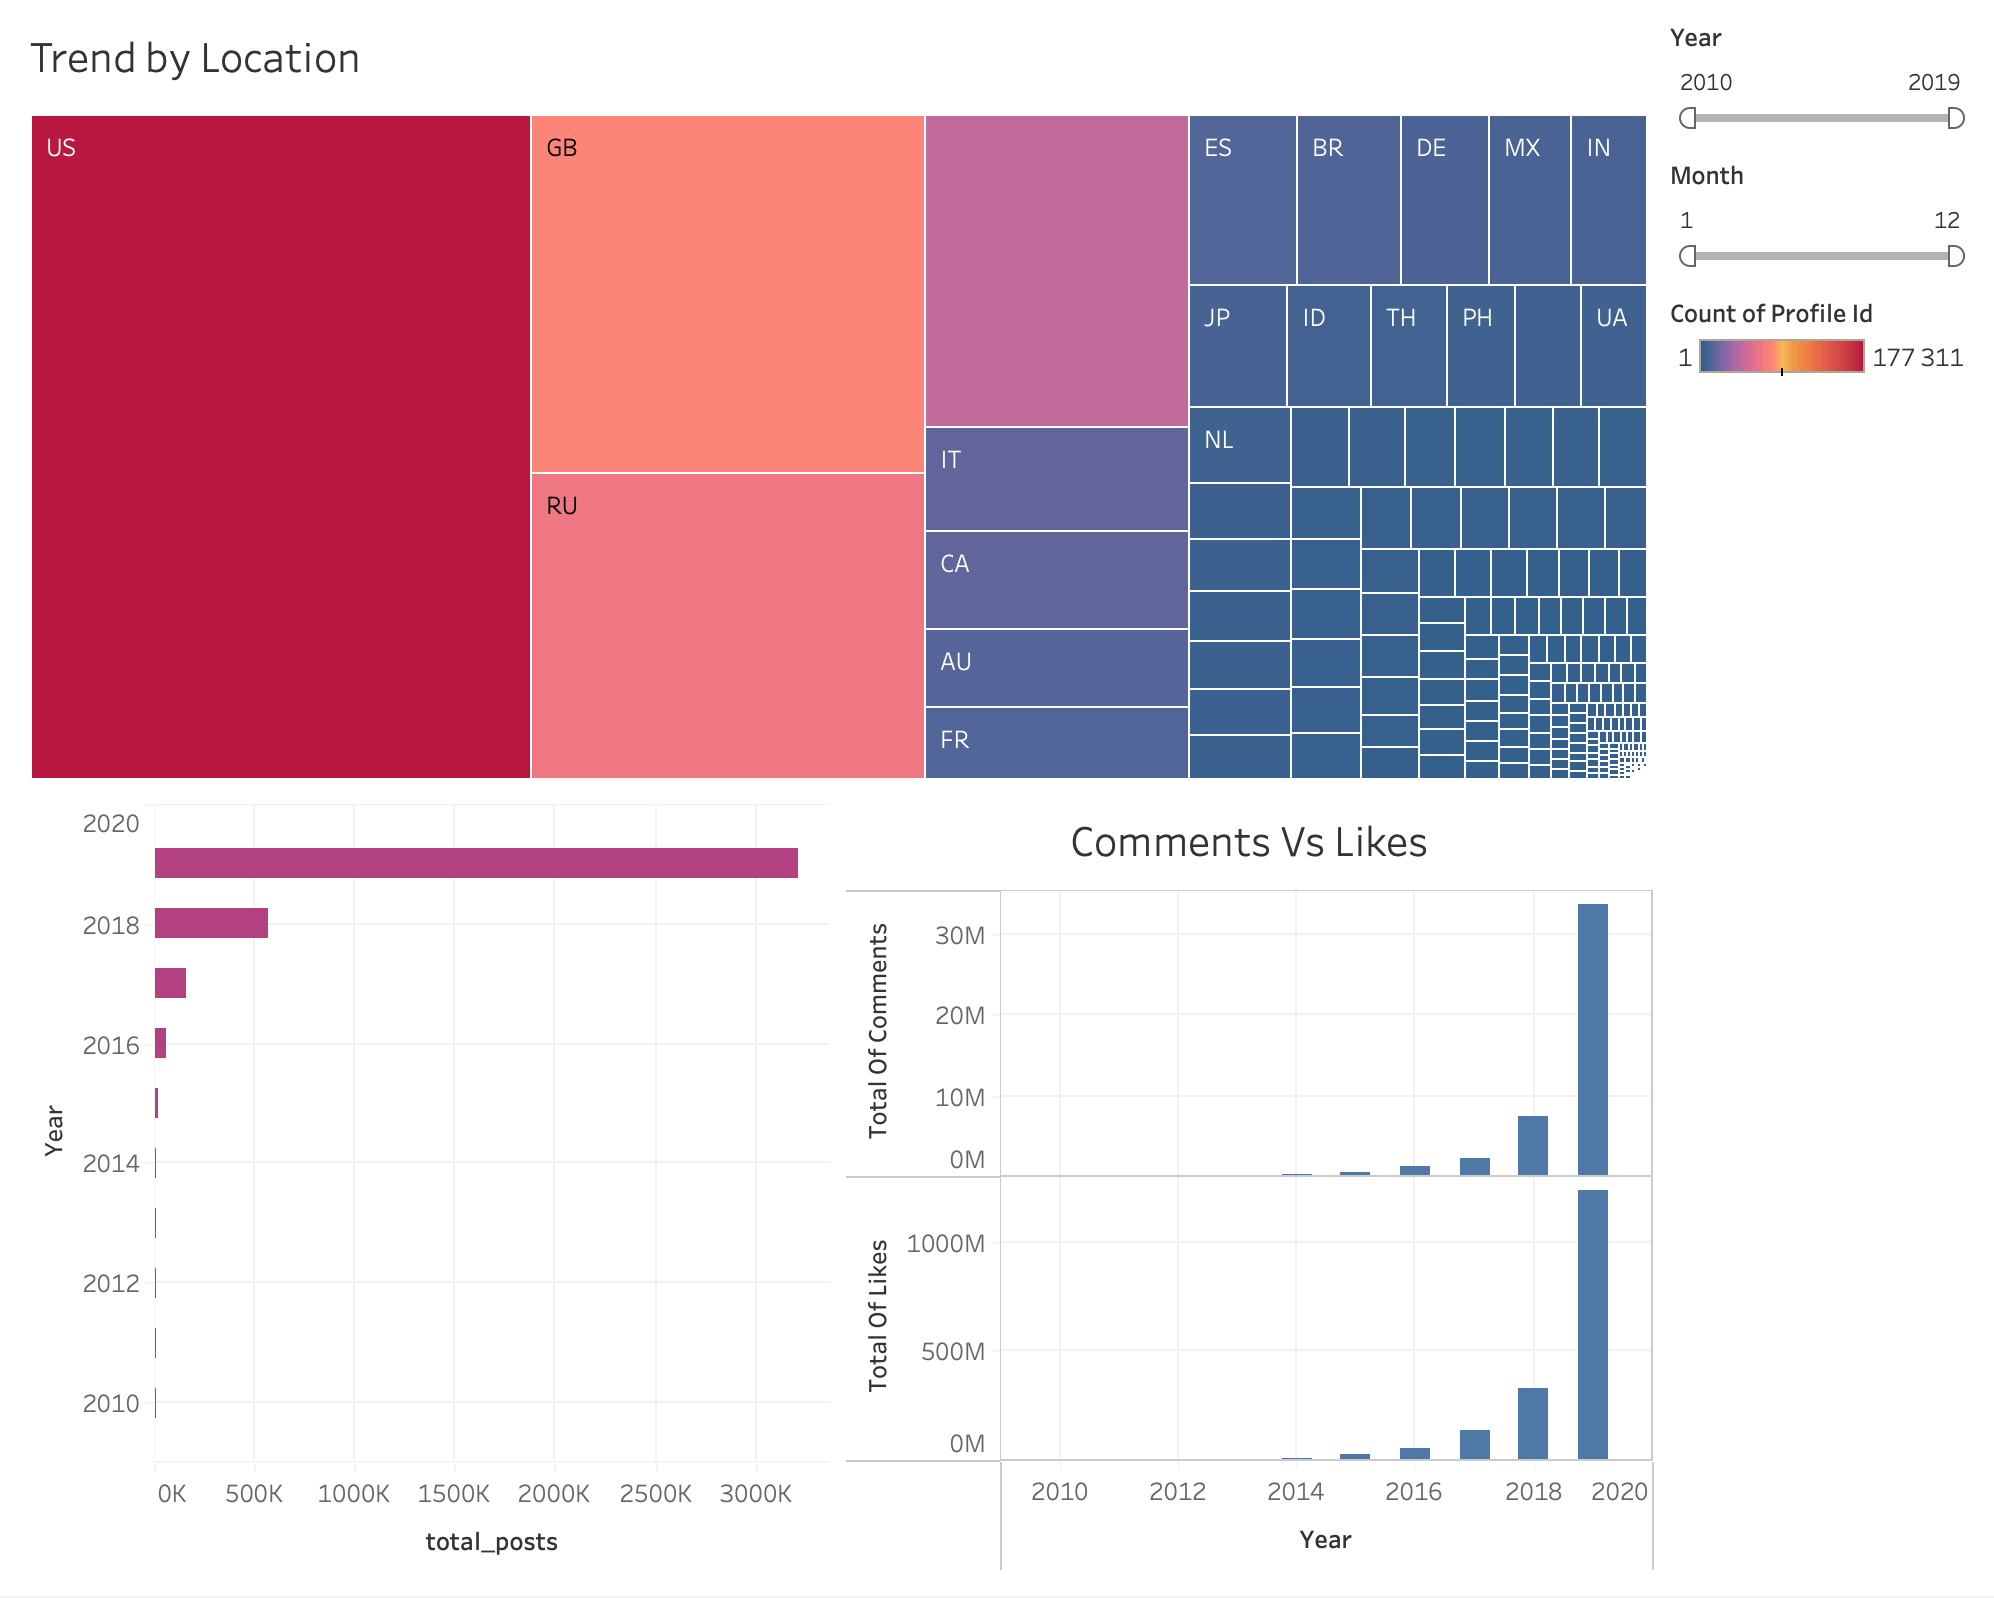 Trend by Location
US
GB
RU
IT
CA
AU
FR
ES
BR
DE
MX
IN
JP
ID
TH
PH
UA
NL
Year
2010 2019
Month
1 12
Count of Profile Id
1 177 311
2020
2018
2016
2014
2012
2010
Year
0K 500K 1000K 1500K 2000K 2500K 3000K
total_posts
Comments Vs Likes
Total Of Comments
30M
20M
10M
0M
Total Of Likes
1000M
500M
0M
2010 2012 2014 2016 2018 2020
Year